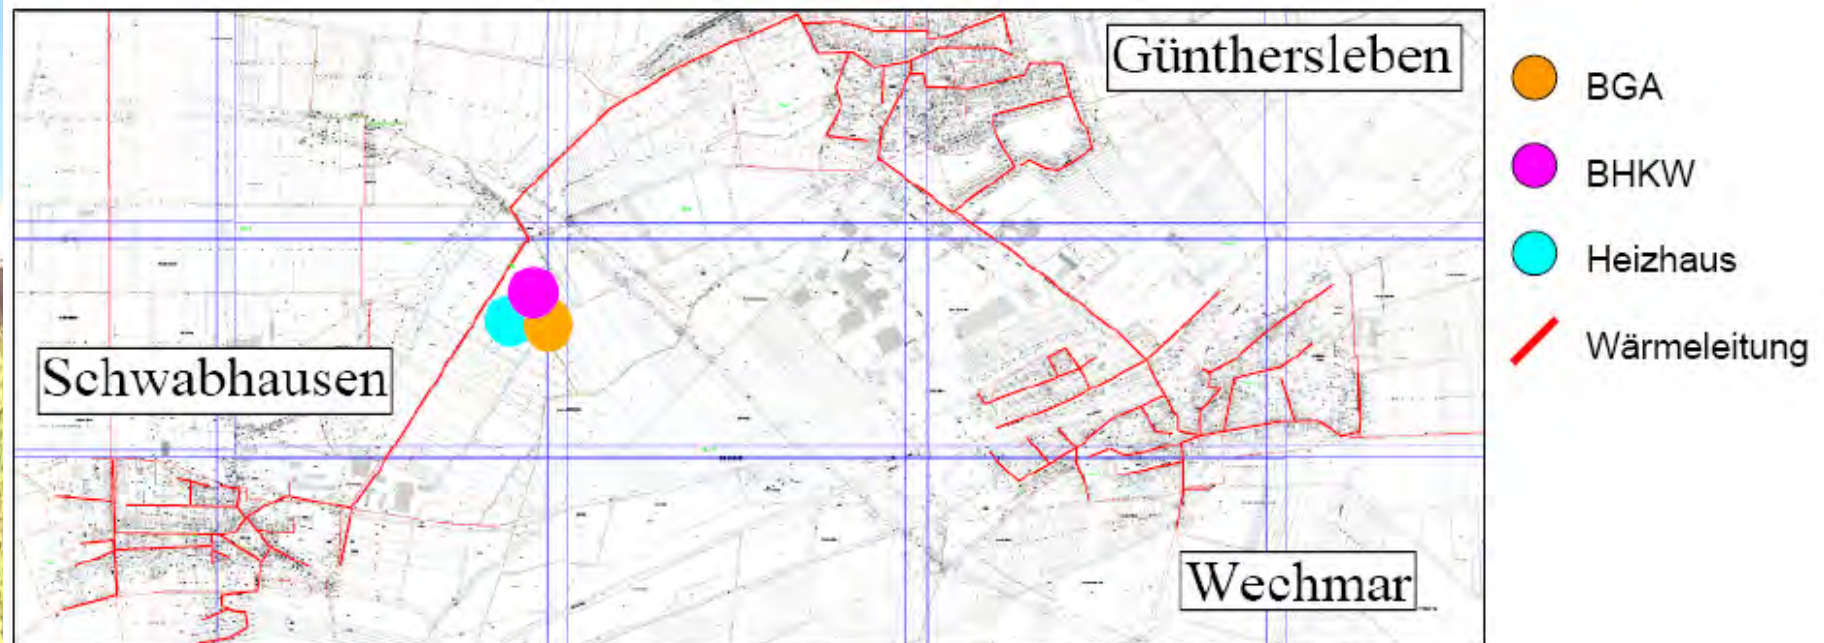 Günthersleben
Schwabhausen
Wechmar
BGA
BHKW
Heizhaus
Wärmeleitung